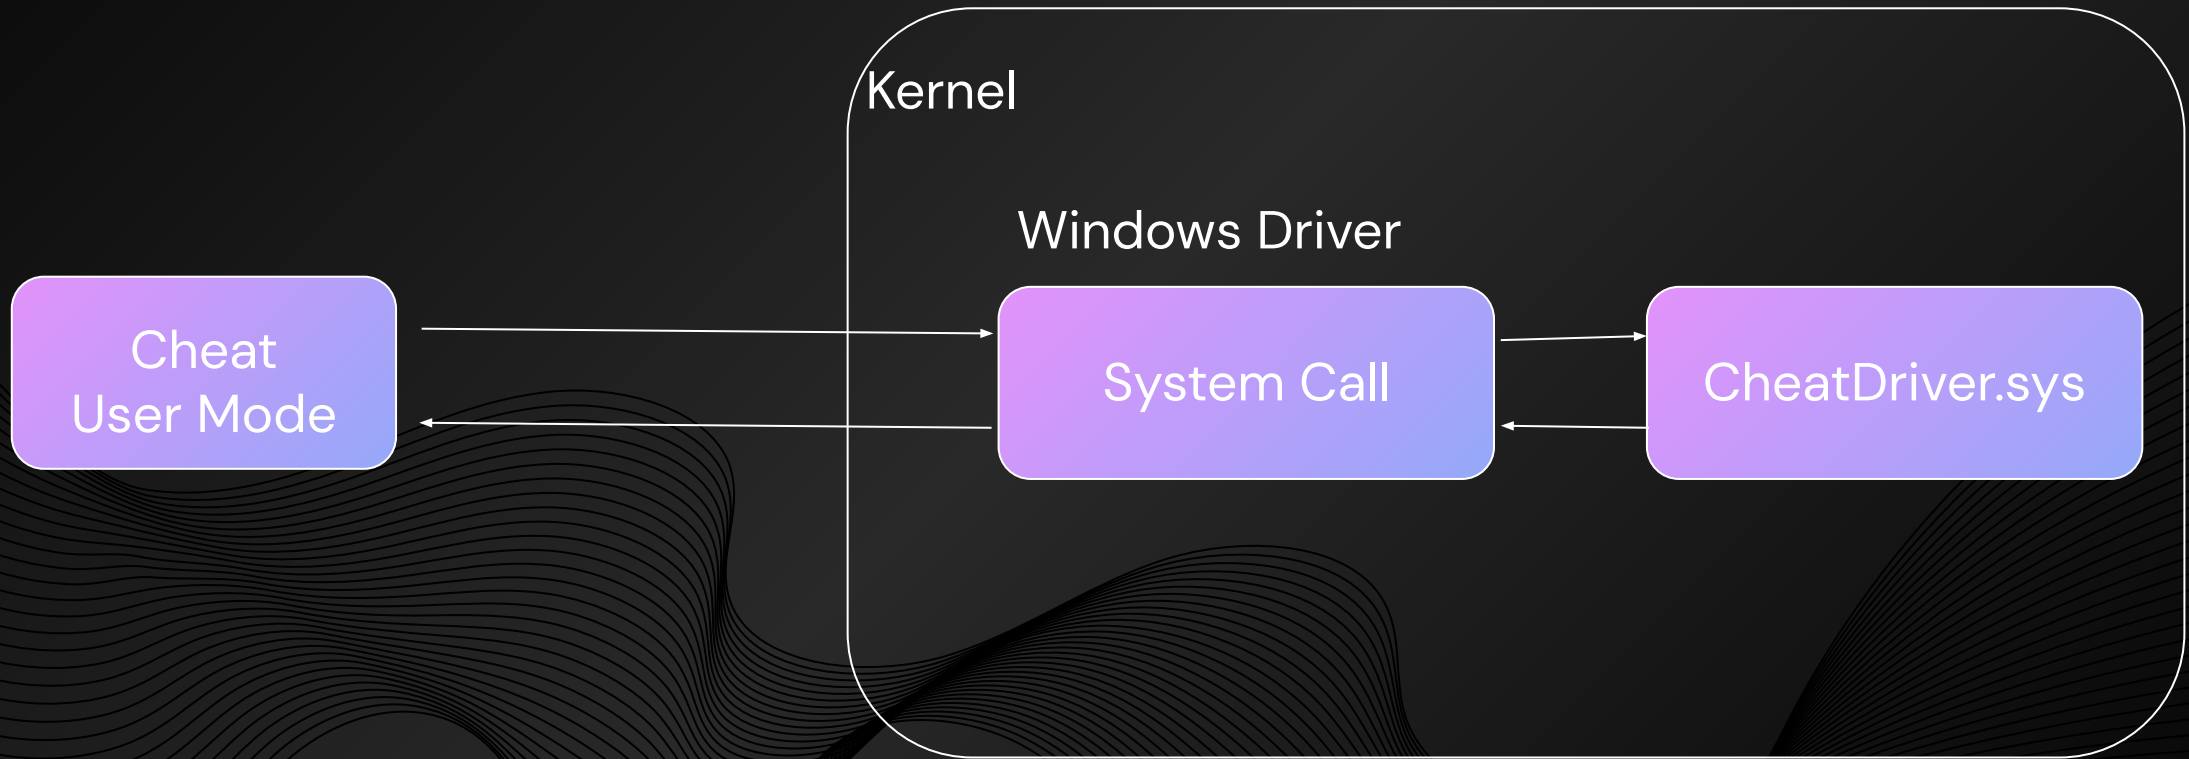 Kernel
Windows Driver
Cheat
User Mode
System Call
CheatDriver.sys